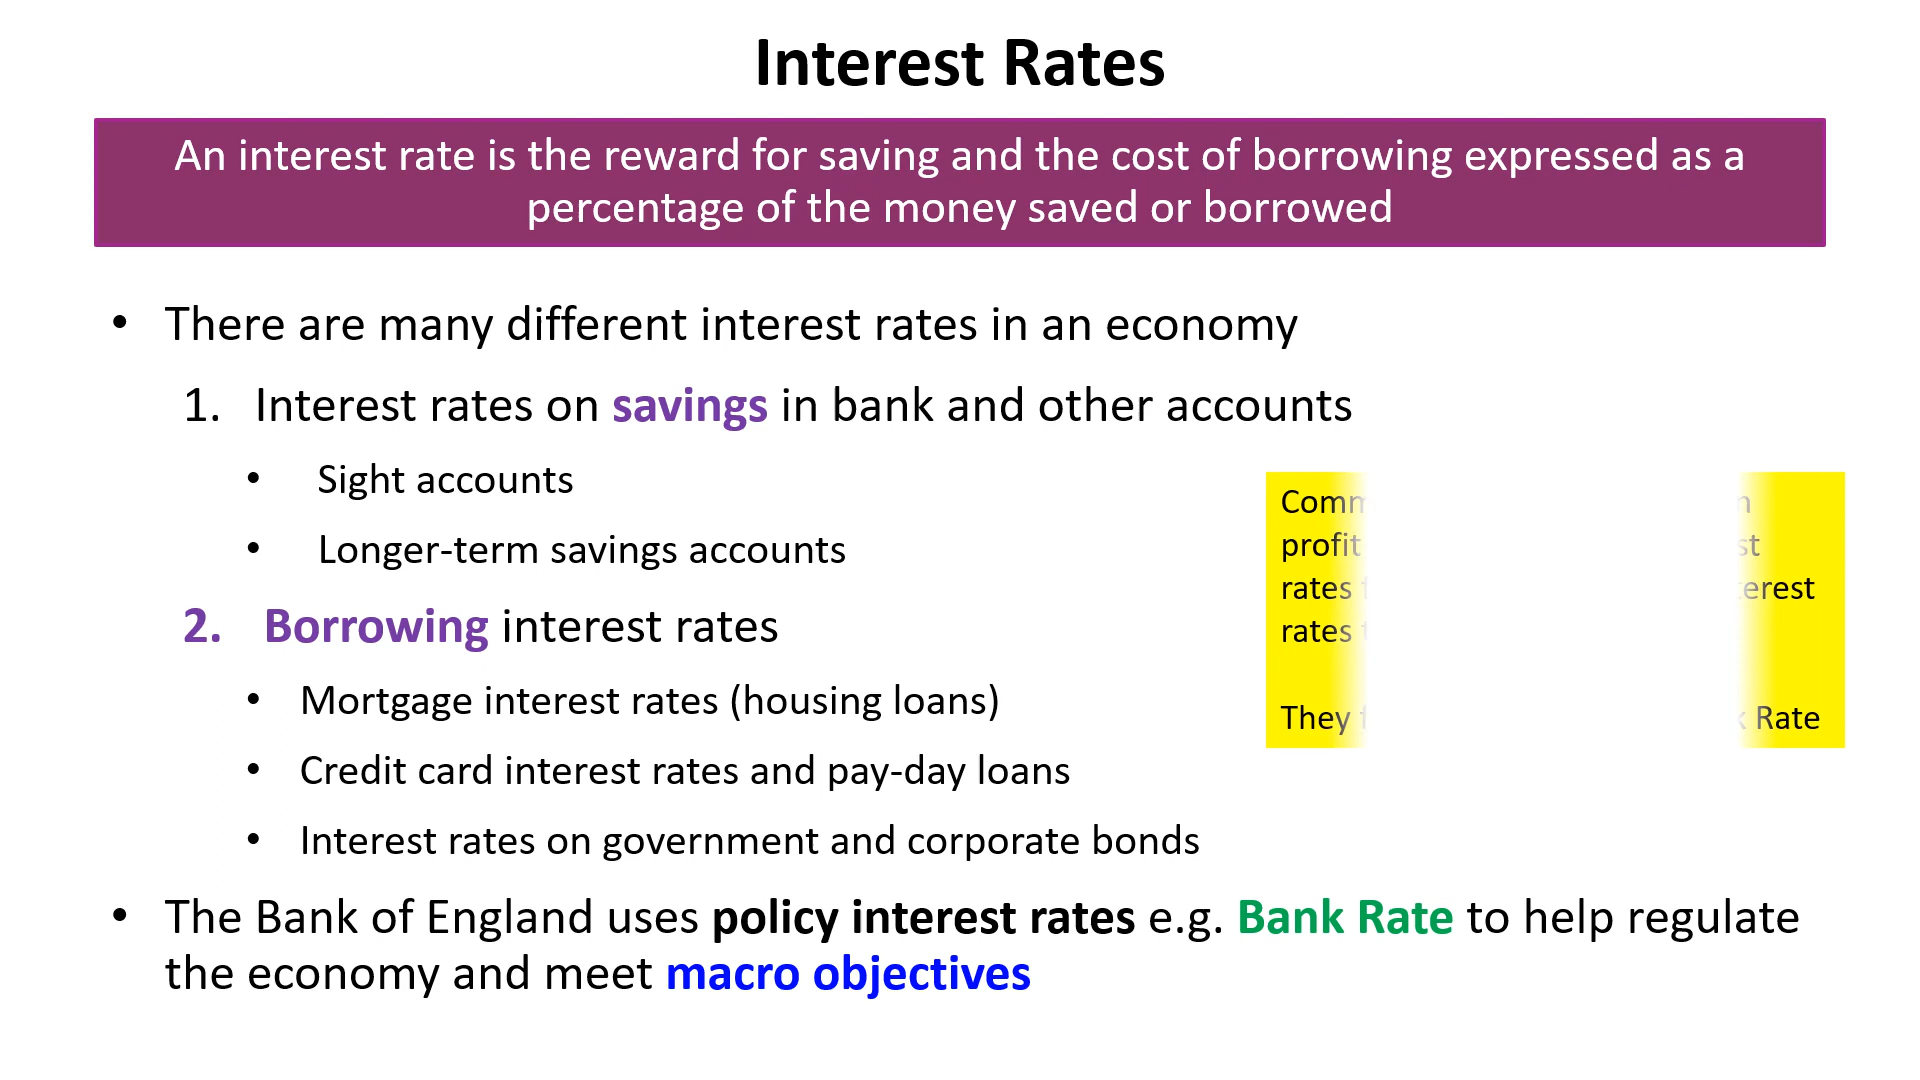 Interest Rates
An interest rate is the reward for saving and the cost of borrowing expressed as a
percentage of the money saved or borrowed
• There are many different interest rates in an economy
1. Interest rates on savings in bank and other accounts
• Sight accounts
• Longer-term savings accounts
2. Borrowing interest rates
• Mortgage interest rates (housing loans)
• Credit card interest rates and pay-day loans
• Interest rates on government and corporate bonds
profit
rates
rates
They Rate
• The Bank of England uses policy interest rates e.g. Bank Rate to help regulate
the economy and meet macro objectives